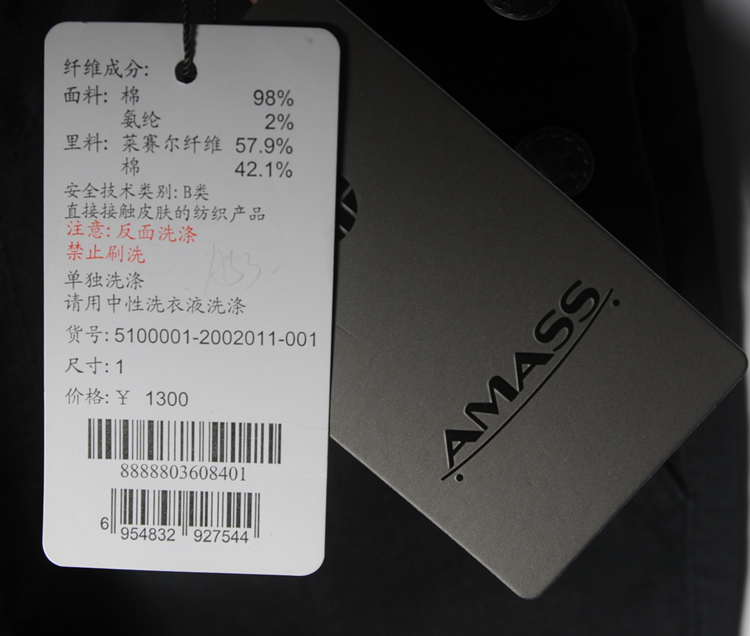 纤维成分:
面料: 棉 98%
氨纶 2%
里料: 莱赛尔纤维 57.9%
棉 42.1%
安全技术类别: B类
直接接触皮肤的纺织产品
注意: 反面洗涤
禁止刷洗
单独洗涤
请用中性洗衣液洗涤
货号: 5100001-2002011-001
尺寸: 1
价格: ¥ 1300
8888803608401
6 954832 927544
AMASS